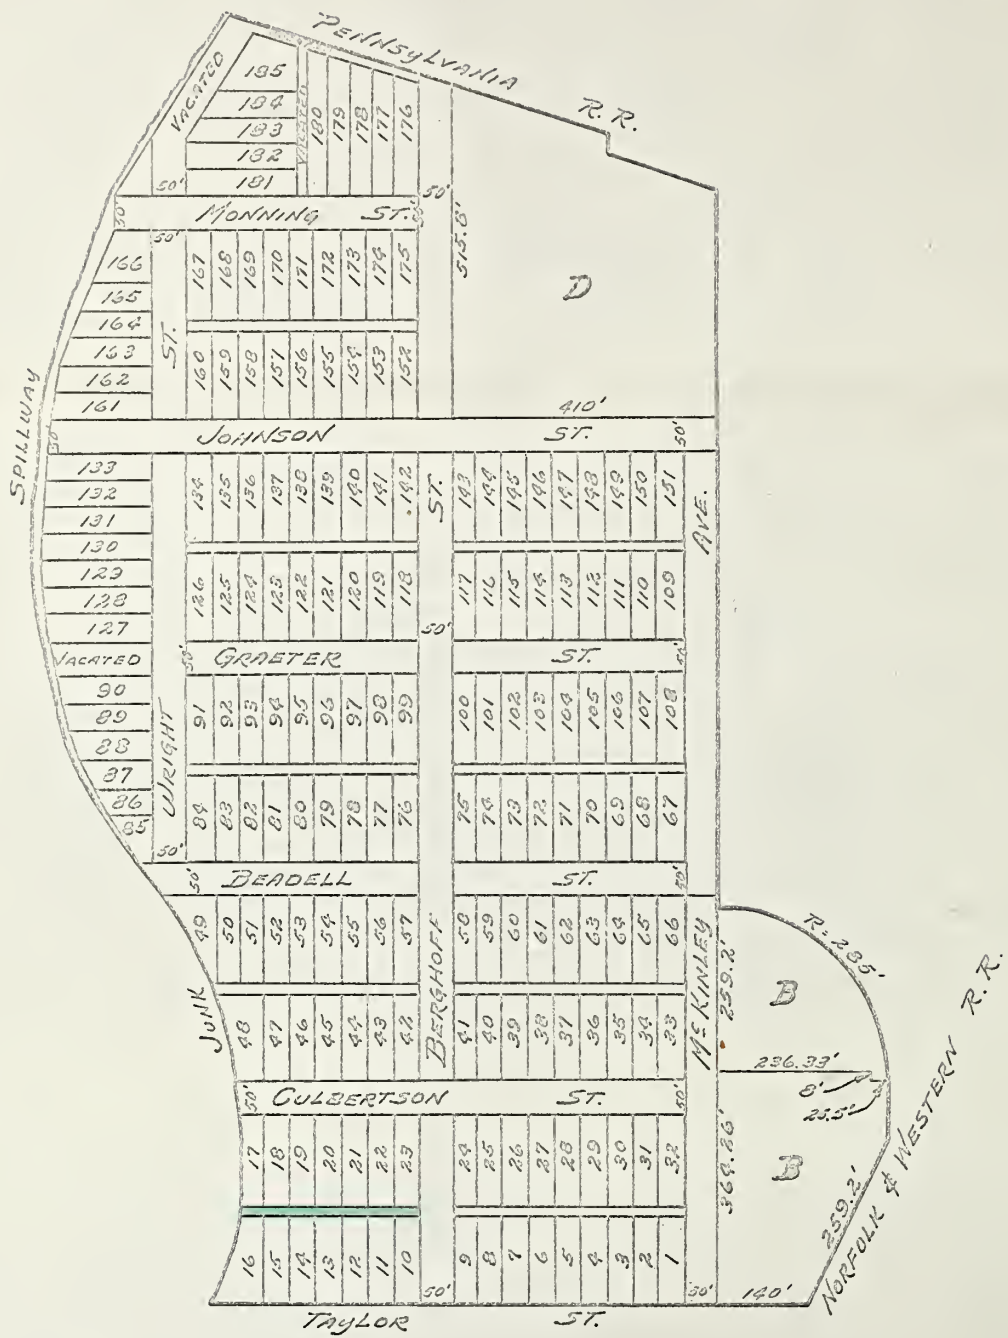 PENNSYLVANIA R. R.
VACATED
185
184
183
182
181
VACATED
180 179 178 177 176
50' 50'
50' MONNING ST. 50'
50'
515.8'
D
166
165
164
163
162
161
ST.
167 168 169 170 171 172 173 174 175
160 159 158 157 156 155 154 153 152
SPILLWAY
410'
50' JOHNSON ST. 50'
133
132
131
130
129
128
127
134 135 136 137 138 139 140 141 142
ST.
143 144 145 146 147 148 149 150 151
AVE.
126 125 124 123 122 121 120 119 118
117 116 115 114 113 112 111 110 109
50'
VACATED
50' GRAETER ST. 50'
90
89
88
87
86
85
WRIGHT
91 92 93 94 95 96 97 98 99
100 101 102 103 104 105 106 107 108
84 83 82 81 80 79 78 77 76
75 74 73 72 71 70 69 68 67
50'
50' BEADELL ST. 50'
49 50 51 52 53 54 55 56 57
BERGHOFF
58 59 60 61 62 63 64 65 66
McKINLEY
259.2'
R=235'
B
JUNK
48 47 46 45 44 43 42
41 40 39 38 37 36 35 34 33
236.33'
8'
25.5'
50' CULBERTSON ST. 50'
17 18 19 20 21 22 23
24 25 26 27 28 29 30 31 32
364.26'
B
259.2'
NORFOLK & WESTERN R. R.
16 15 14 13 12 11 10
9 8 7 6 5 4 3 2 1
50' 50' 140'
TAYLOR ST.